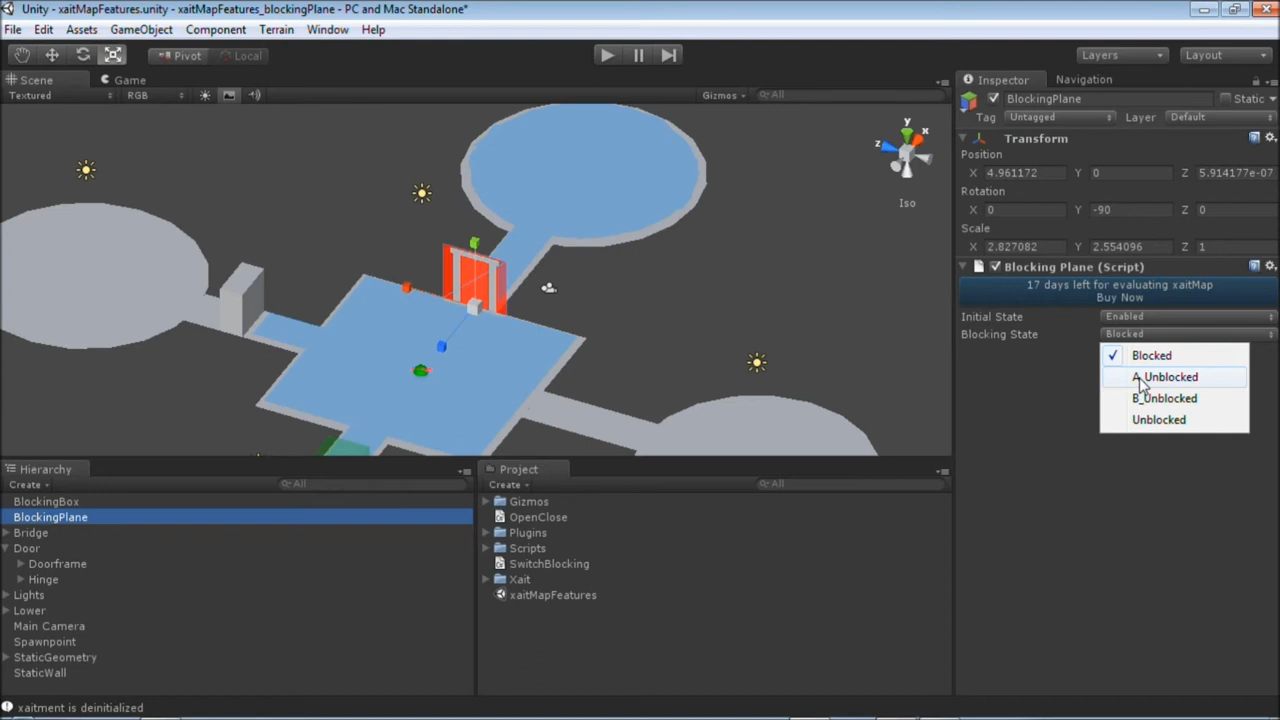 Unity - xaitMapFeatures.unity - xaitMapFeatures_blockingPlane - PC and Mac Standalone*
File Edit Assets GameObject Component Terrain Window Help
Pivot Local Layers Layout
Scene Game Inspector Navigation
Textured RGB Gizmos All
BlockingPlane Static
Tag Untagged Layer Default
Transform
Position
X 4.961172 Y 0 Z 5.914177e-07
Rotation
X 0 Y -90 Z 0
Scale
X 2.827082 Y 2.554096 Z 1
Blocking Plane (Script)
17 days left for evaluating xaitMap
Buy Now
Initial State Enabled
Blocking State Blocked
Blocked
A_Unblocked
B_Unblocked
Unblocked
y
x
z
Iso
Hierarchy
Create All
BlockingBox
BlockingPlane
Bridge
Door
Doorframe
Hinge
Lights
Lower
Main Camera
Spawnpoint
StaticGeometry
StaticWall
Project
Create All
Gizmos
OpenClose
Plugins
Scripts
SwitchBlocking
Xait
xaitMapFeatures
xaitment is deinitialized